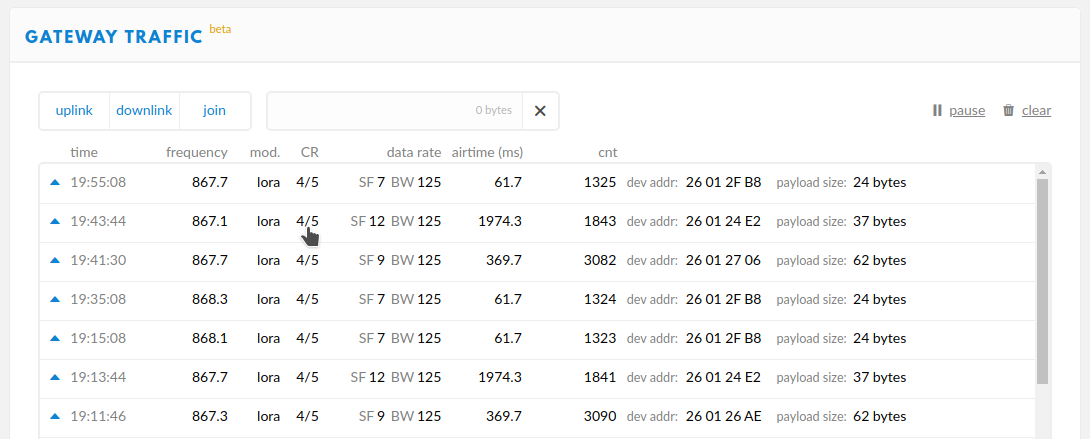 GATEWAY TRAFFIC beta
uplink downlink join 0 bytes pause clear
time frequency mod. CR data rate airtime (ms) cnt
19:55:08 867.7 lora 4/5 SF 7 BW 125 61.7 1325 dev addr: 26 01 2F B8 payload size: 24 bytes
19:43:44 867.1 lora 4/5 SF 12 BW 125 1974.3 1843 dev addr: 26 01 24 E2 payload size: 37 bytes
19:41:30 867.7 lora 4/5 SF 9 BW 125 369.7 3082 dev addr: 26 01 27 06 payload size: 62 bytes
19:35:08 868.3 lora 4/5 SF 7 BW 125 61.7 1324 dev addr: 26 01 2F B8 payload size: 24 bytes
19:15:08 868.1 lora 4/5 SF 7 BW 125 61.7 1323 dev addr: 26 01 2F B8 payload size: 24 bytes
19:13:44 867.7 lora 4/5 SF 12 BW 125 1974.3 1841 dev addr: 26 01 24 E2 payload size: 37 bytes
19:11:46 867.3 lora 4/5 SF 9 BW 125 369.7 3090 dev addr: 26 01 26 AE payload size: 62 bytes